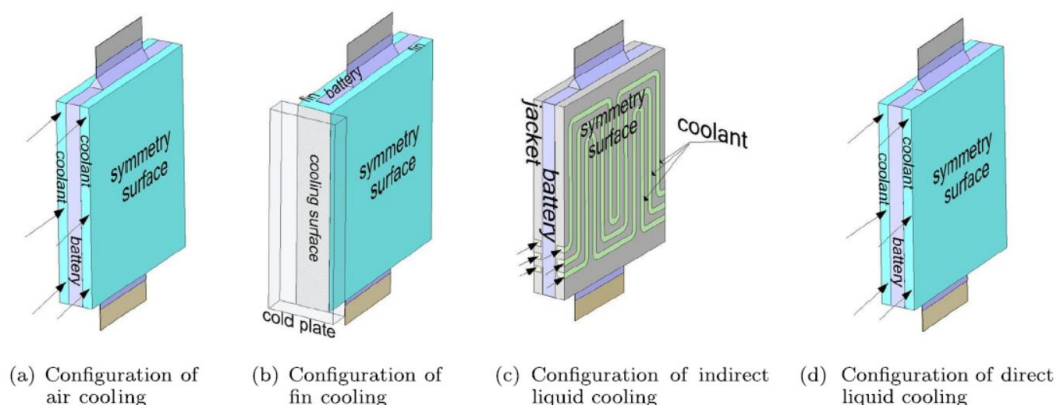 coolant
coolant
battery
symmetry
surface
fin
battery
fin
cooling surface
symmetry
surface
cold plate
jacket
battery
symmetry
surface
coolant
coolant
coolant
battery
symmetry
surface
(a) Configuration of
air cooling
(b) Configuration of
fin cooling
(c) Configuration of indirect
liquid cooling
(d) Configuration of direct
liquid cooling